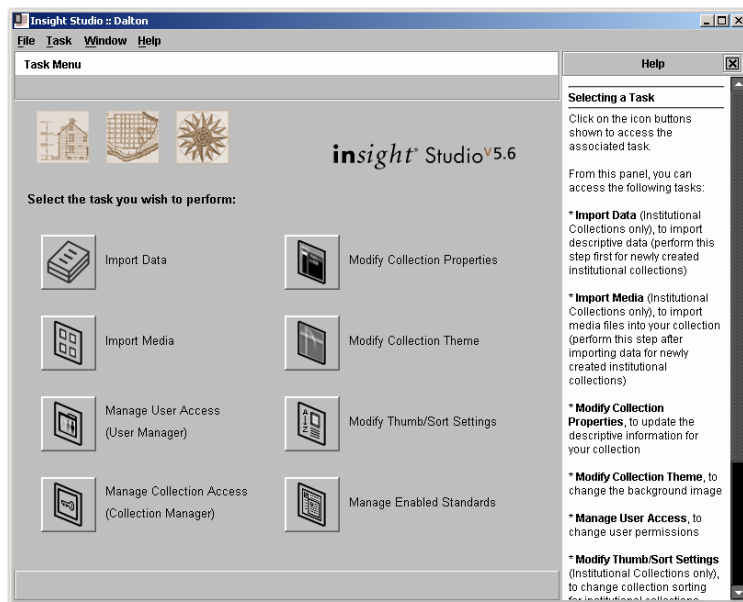 Insight Studio :: Dalton
File Task Window Help
Task Menu
insight® Studio V5.6
Select the task you wish to perform:
Import Data
Modify Collection Properties
Import Media
Modify Collection Theme
Manage User Access
(User Manager)
Modify Thumb/Sort Settings
Manage Collection Access
(Collection Manager)
Manage Enabled Standards
Help
Selecting a Task
Click on the icon buttons
shown to access the
associated task.
From this panel, you can
access the following tasks:
* Import Data (Institutional
Collections only), to import
descriptive data (perform this
step first for newly created
institutional collections)
* Import Media (Institutional
Collections only), to import
media files into your collection
(perform this step after
importing data for newly
created institutional
collections)
* Modify Collection
Properties, to update the
descriptive information for
your collection
* Modify Collection Theme, to
change the background image
* Manage User Access, to
change user permissions
* Modify Thumb/Sort Settings
(Institutional Collections only),
to change collection sorting
for institutional collections